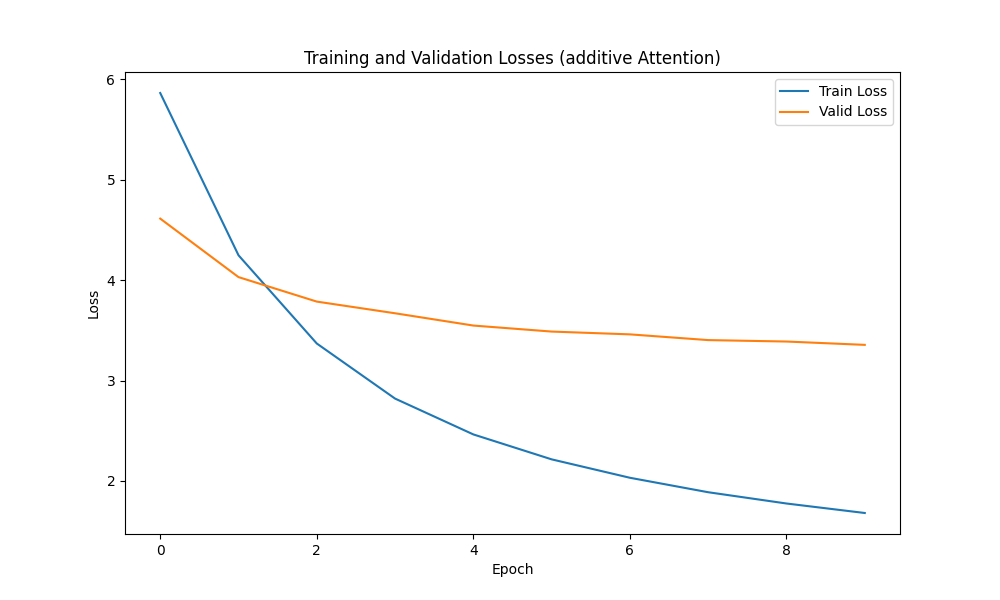 Training and Validation Losses (additive Attention)
Train Loss
Valid Loss
6
5
4
3
2
Loss
0
2
4
6
8
Epoch